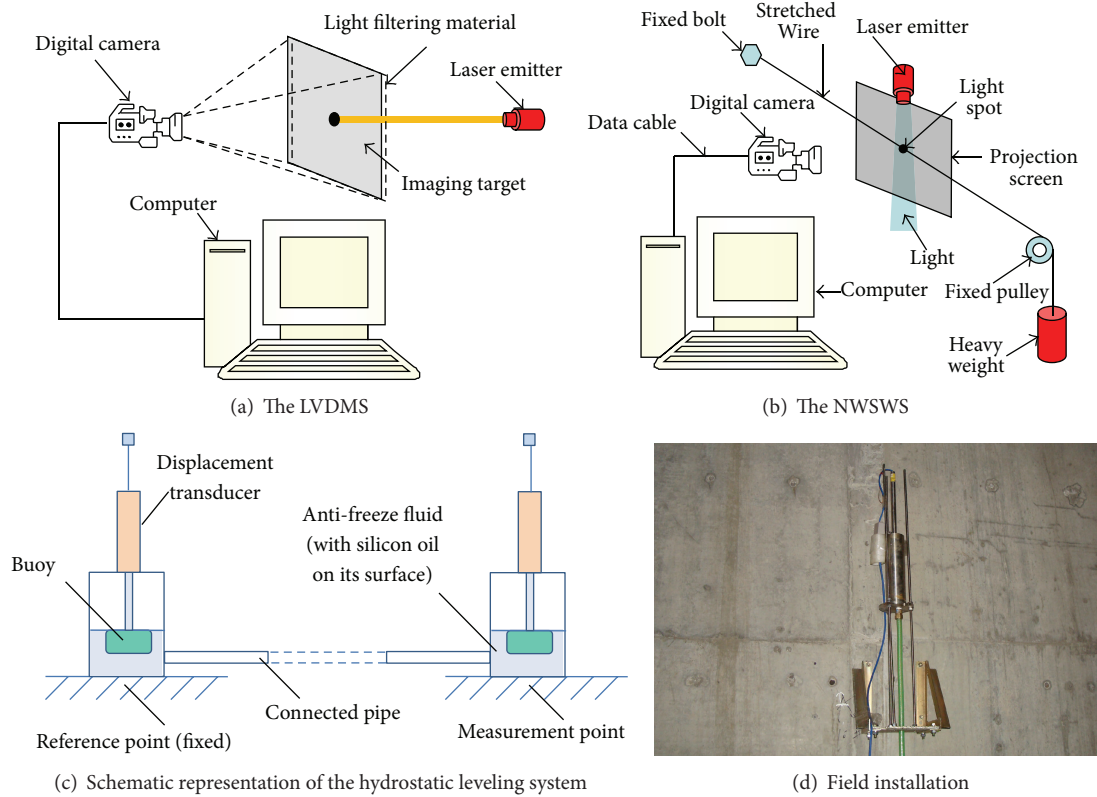 Light filtering material
Digital camera
Laser emitter
Imaging target
Computer
(a) The LVDMS
Fixed bolt
Stretched
Wire
Laser emitter
Digital camera
Light
spot
Data cable
Projection
screen
Light
Fixed pulley
Computer
Heavy
weight
(b) The NWSWS
Displacement
transducer
Anti-freeze fluid
(with silicon oil
on its surface)
Buoy
Connected pipe
Reference point (fixed)
Measurement point
(c) Schematic representation of the hydrostatic leveling system
(d) Field installation